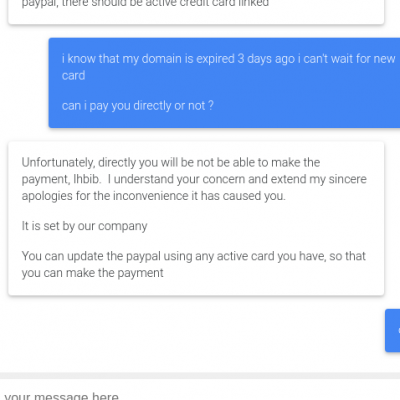 paypal, there should be active credit card linked
i know that my domain is expired 3 days ago i can't wait for new
card
can i pay you directly or not ?
Unfortunately, directly you will be not be able to make the
payment, Ihbib.  I understand your concern and extend my sincere
apologies for the inconvenience it has caused you.
It is set by our company
You can update the paypal using any active card you have, so that
you can make the payment
your message here